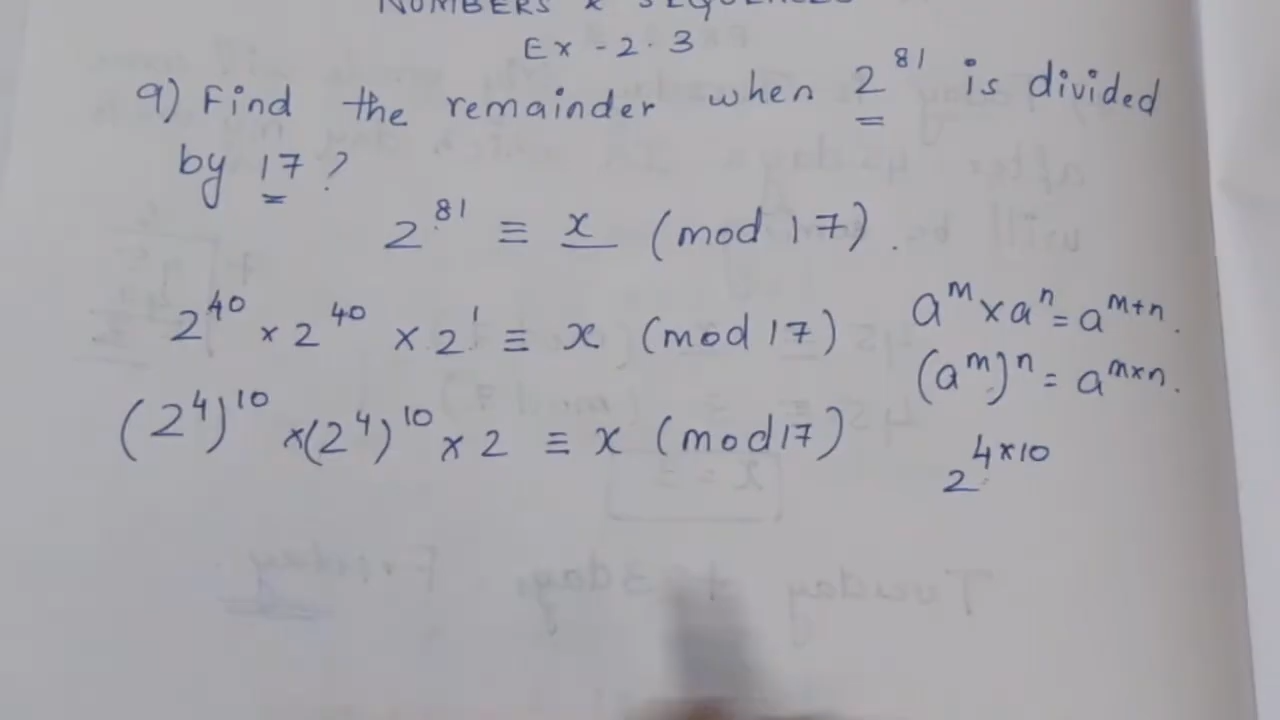 NUMBERS & SEQUENCES
Ex - 2.3
9) Find the remainder when 2^81 is divided
by 17?
2^81 ≡ x (mod 17).
2^40 × 2^40 × 2^1 ≡ x (mod 17)
a^m × a^n = a^m+n.
(a^m)^n = a^m×n.
(2^4)^10 × (2^4)^10 × 2 ≡ x (mod 17)
2^4×10